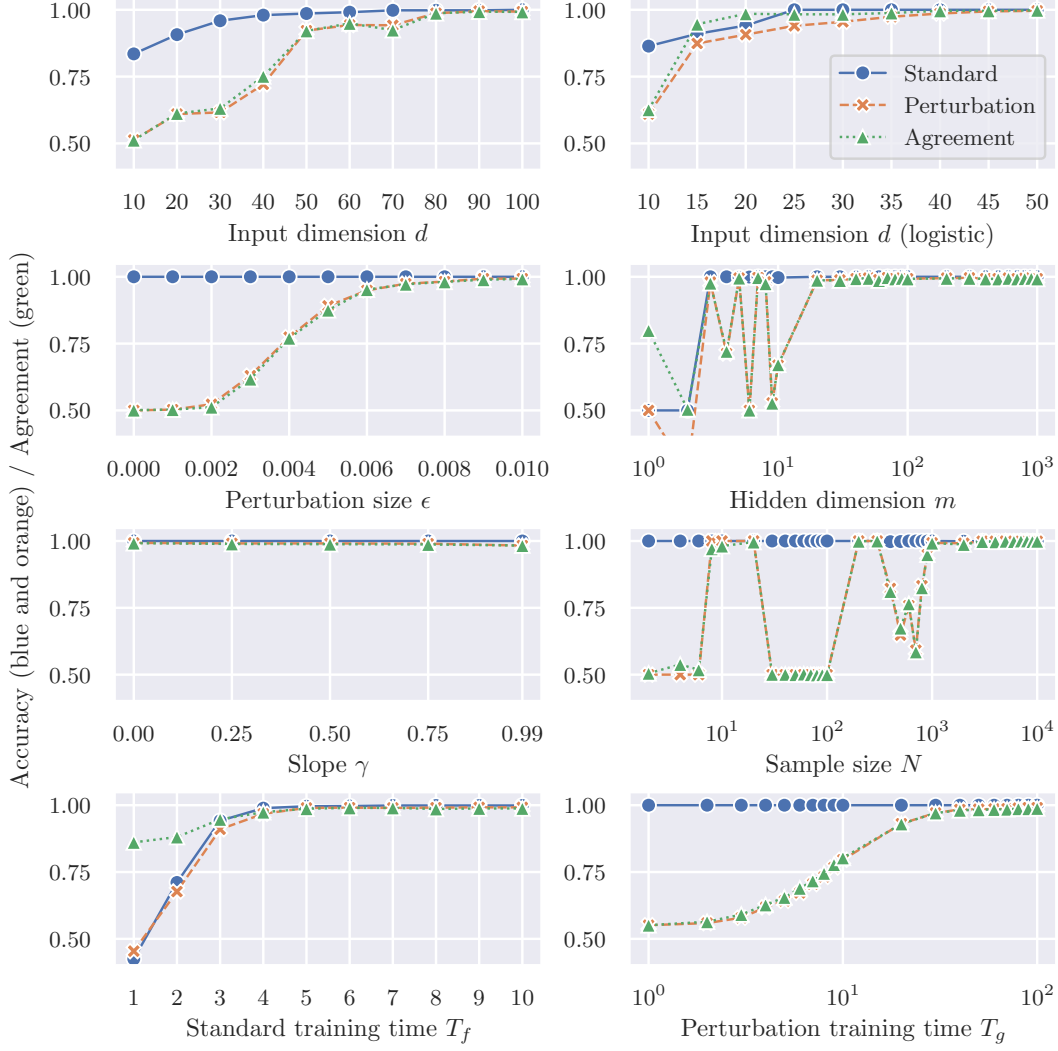 Accuracy (blue and orange) / Agreement (green)
1.00
0.75
0.50
10 20 30 40 50 60 70 80 90 100
Input dimension d
1.00
0.75
0.50
Standard
Perturbation
Agreement
10 15 20 25 30 35 40 45 50
Input dimension d (logistic)
1.00
0.75
0.50
0.000 0.002 0.004 0.006 0.008 0.010
Perturbation size ϵ
1.00
0.75
0.50
10⁰ 10¹ 10² 10³
Hidden dimension m
1.00
0.75
0.50
0.00 0.25 0.50 0.75 0.99
Slope γ
1.00
0.75
0.50
10¹ 10² 10³ 10⁴
Sample size N
1.00
0.75
0.50
1 2 3 4 5 6 7 8 9 10
Standard training time T_f
1.00
0.75
0.50
10⁰ 10¹ 10²
Perturbation training time T_g